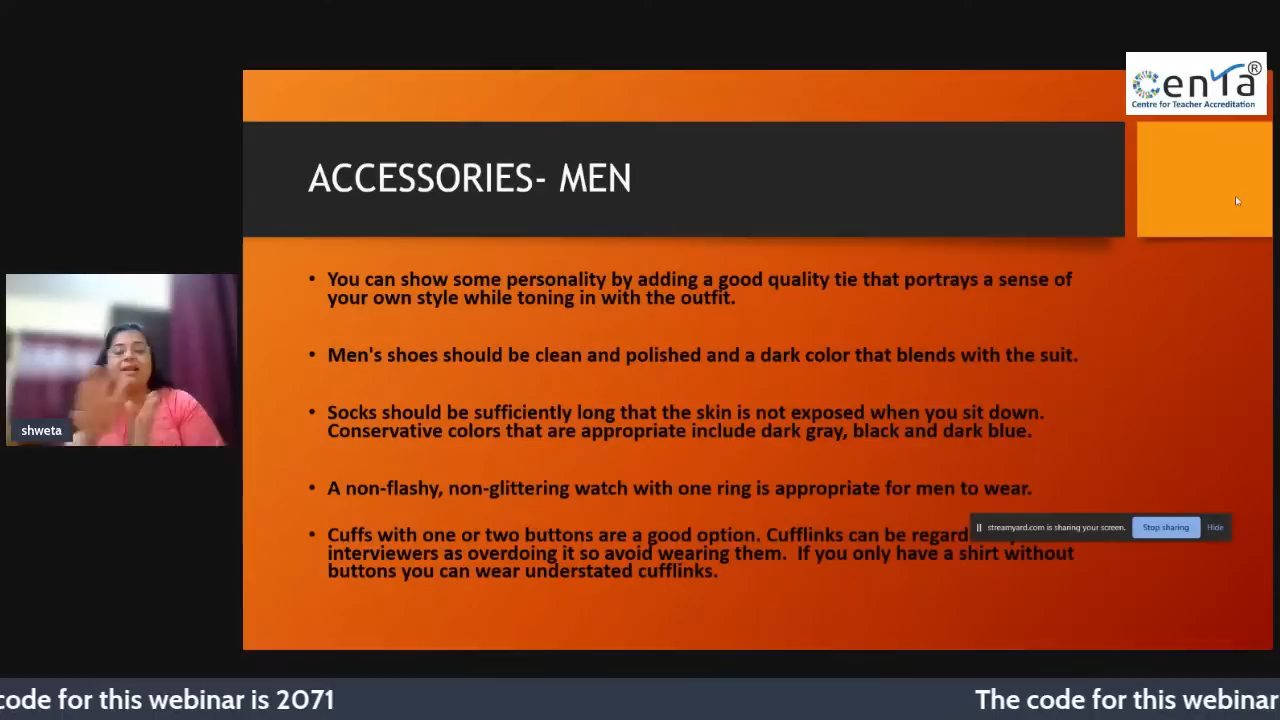 CENTA®
Centre for Teacher Accreditation
ACCESSORIES- MEN
• You can show some personality by adding a good quality tie that portrays a sense of
your own style while toning in with the outfit.
• Men's shoes should be clean and polished and a dark color that blends with the suit.
• Socks should be sufficiently long that the skin is not exposed when you sit down.
Conservative colors that are appropriate include dark gray, black and dark blue.
• A non-flashy, non-glittering watch with one ring is appropriate for men to wear.
• Cuffs with one or two buttons are a good option. Cufflinks can be regard
interviewers as overdoing it so avoid wearing them. If you only have a shirt without
buttons you can wear understated cufflinks.
streamyard.com is sharing your screen. Stop sharing Hide
shweta
code for this webinar is 2071 The code for this webinar